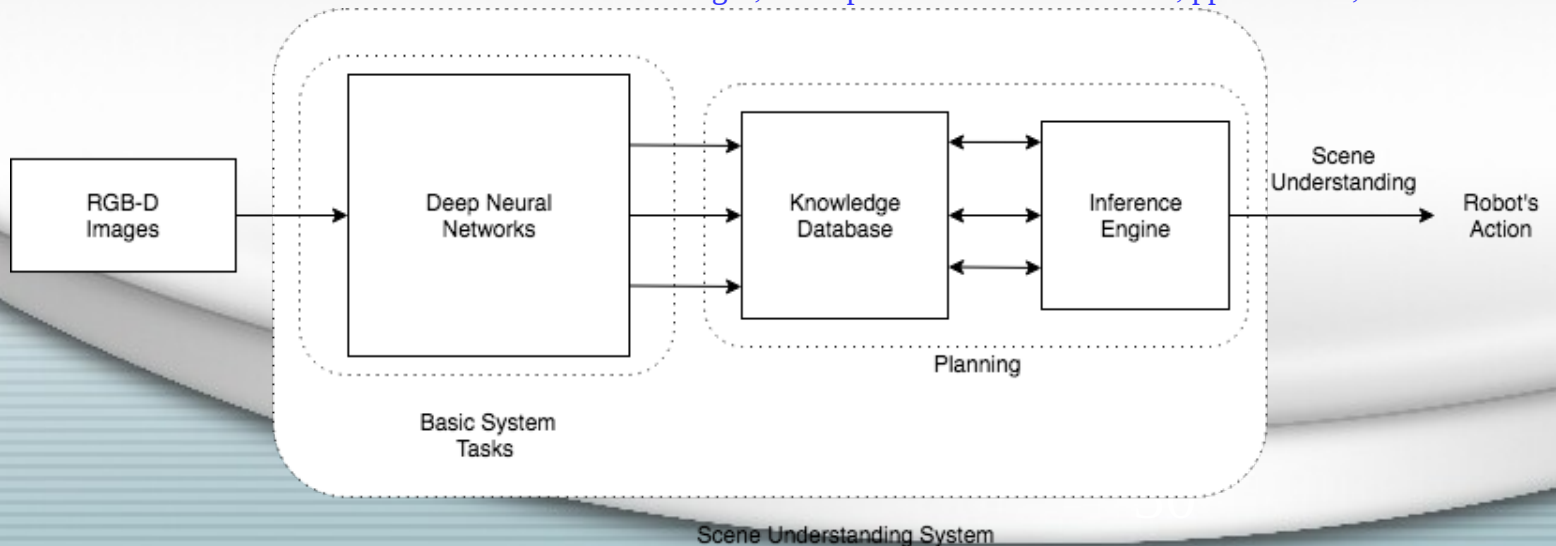 RGB-D
Images
Deep Neural
Networks
Knowledge
Database
Inference
Engine
Scene
Understanding
Robot's
Action
Planning
Basic System
Tasks
Scene Understanding System